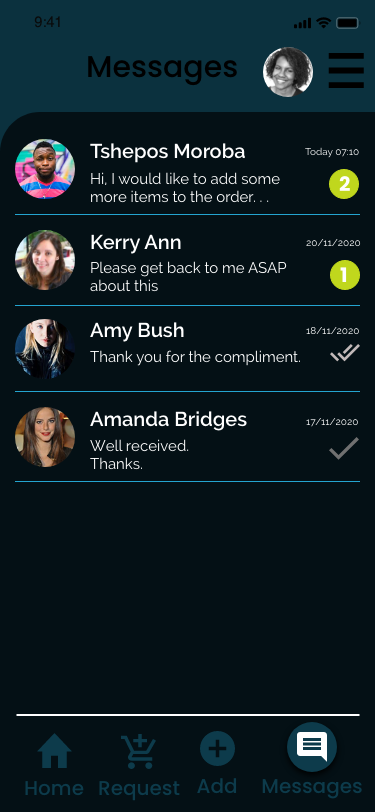 9:41
Messages
Tshepos Moroba
Today 07:10
Hi, I would like to add some
more items to the order. . .
2
Kerry Ann
20/11/2020
Please get back to me ASAP
about this
1
Amy Bush
18/11/2020
Thank you for the compliment.
Amanda Bridges
17/11/2020
Well received.
Thanks.
Home
Request
Add
Messages